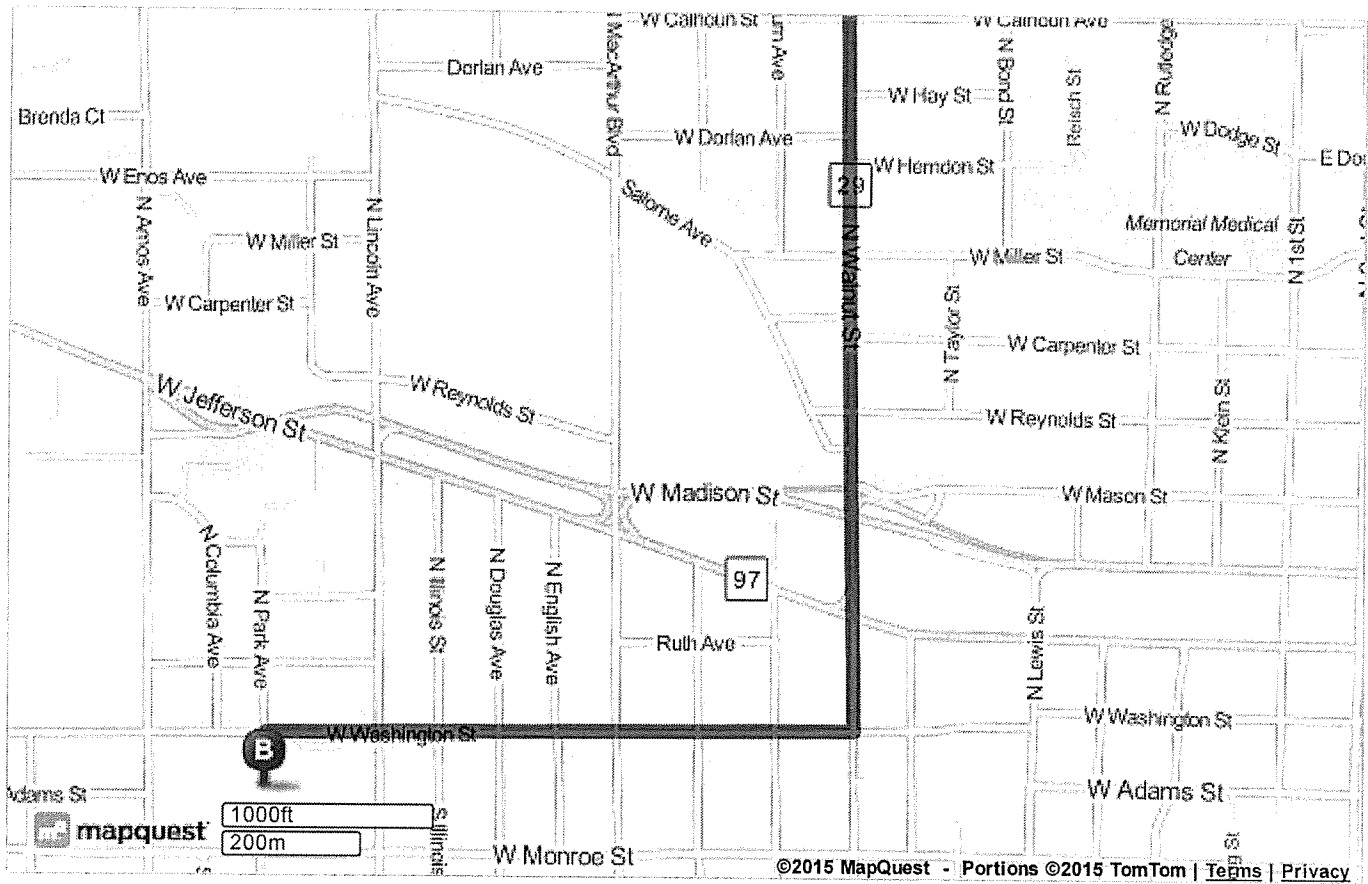 W Calhoun St
W Calhoun Ave
Dorlan Ave
N MacArthur Blvd
um Ave
N Bond St
Reisch St
N Rutledge
Brenda Ct
W Hay St
W Dorlan Ave
W Dodge St
E Do
W Enos Ave
W Herndon St
29
N Amos Ave
N Lincoln Ave
Salome Ave
N Walnut St
Memorial Medical
Center
N 1st St
W Miller St
W Miller St
W Carpenter St
N Taylor St
W Carpenter St
W Jefferson St
W Reynolds St
W Reynolds St
N Klein St
W Madison St
W Mason St
N Columbia Ave
N Park Ave
N Illinois St
N Douglas Ave
N English Ave
97
Ruth Ave
N Lewis St
W Washington St
W Washington St
B
Adams St
W Adams St
mapquest
1000ft
200m
S Illinois
W Monroe St
©2015 MapQuest - Portions ©2015 TomTom | Terms | Privacy